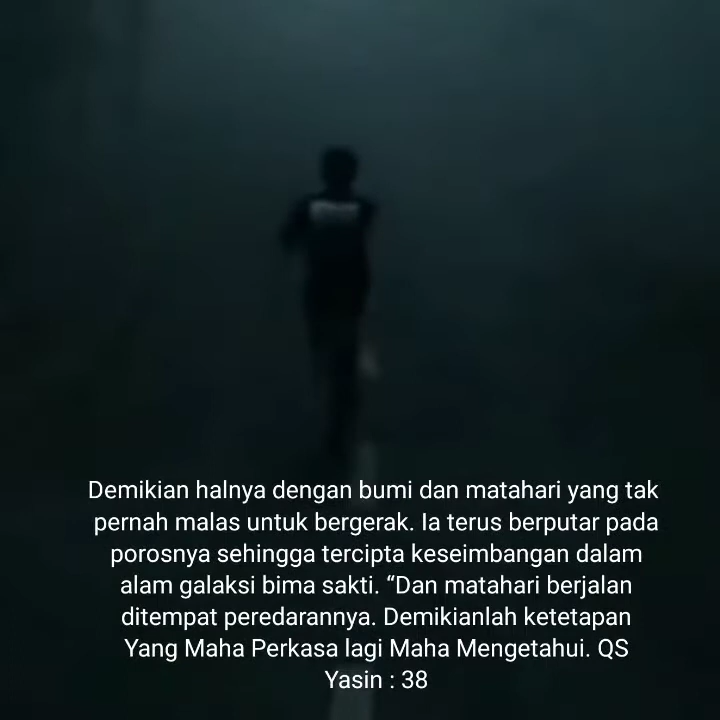 Demikian halnya dengan bumi dan matahari yang tak
pernah malas untuk bergerak. Ia terus berputar pada
porosnya sehingga tercipta keseimbangan dalam
alam galaksi bima sakti. “Dan matahari berjalan
ditempat peredarannya. Demikianlah ketetapan
Yang Maha Perkasa lagi Maha Mengetahui. QS
Yasin : 38